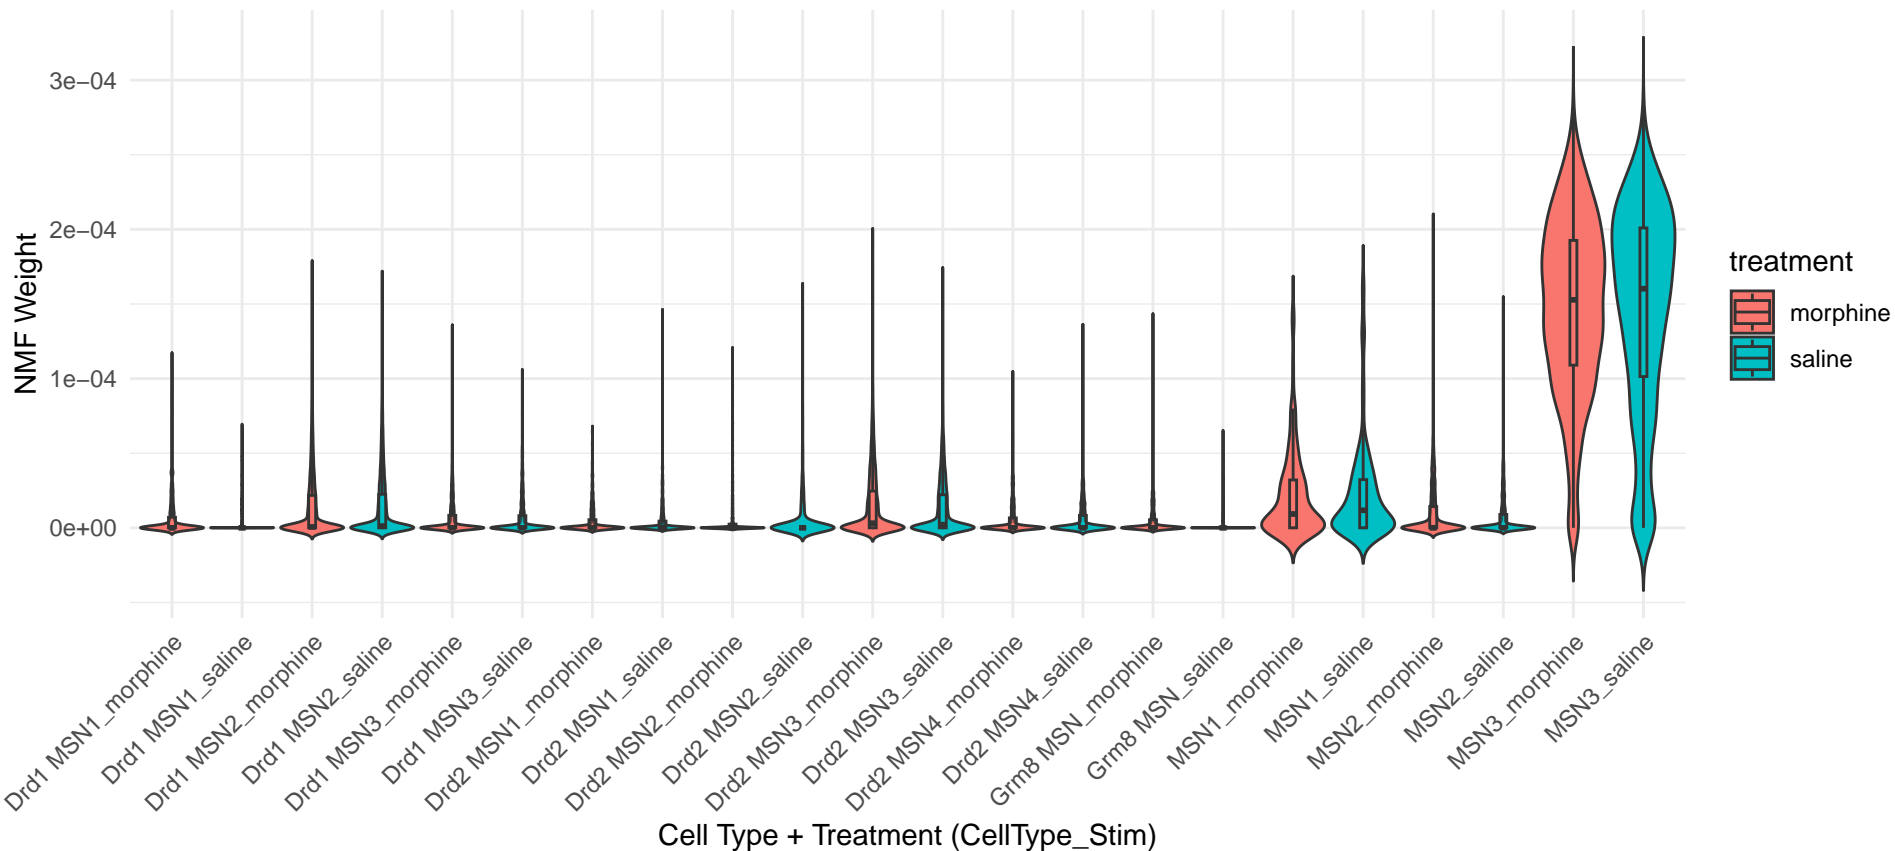 3e−04
2e−04
1e−04
0e+00
NMF Weight
Drd1 MSN1_morphine
Drd1 MSN1_saline
Drd1 MSN2_morphine
Drd1 MSN2_saline
Drd1 MSN3_morphine
Drd1 MSN3_saline
Drd2 MSN1_morphine
Drd2 MSN1_saline
Drd2 MSN2_morphine
Drd2 MSN2_saline
Drd2 MSN3_morphine
Drd2 MSN3_saline
Drd2 MSN4_morphine
Drd2 MSN4_saline
Grm8 MSN_morphine
Grm8 MSN_saline
MSN1_morphine
MSN1_saline
MSN2_morphine
MSN2_saline
MSN3_morphine
MSN3_saline
Cell Type + Treatment (CellType_Stim)
treatment
morphine
saline